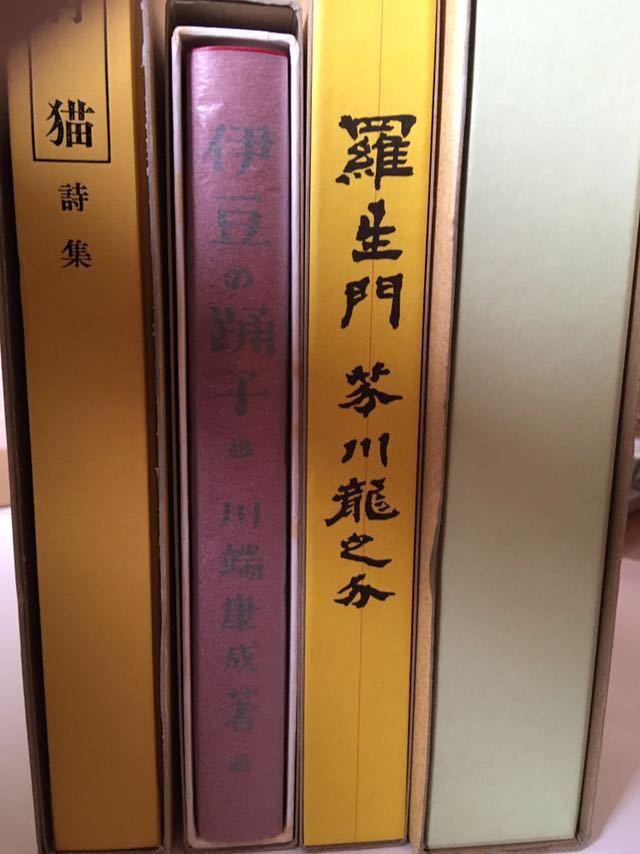 猫
詩集
伊豆の踊子
川端康成著
羅生門 芥川龍之介